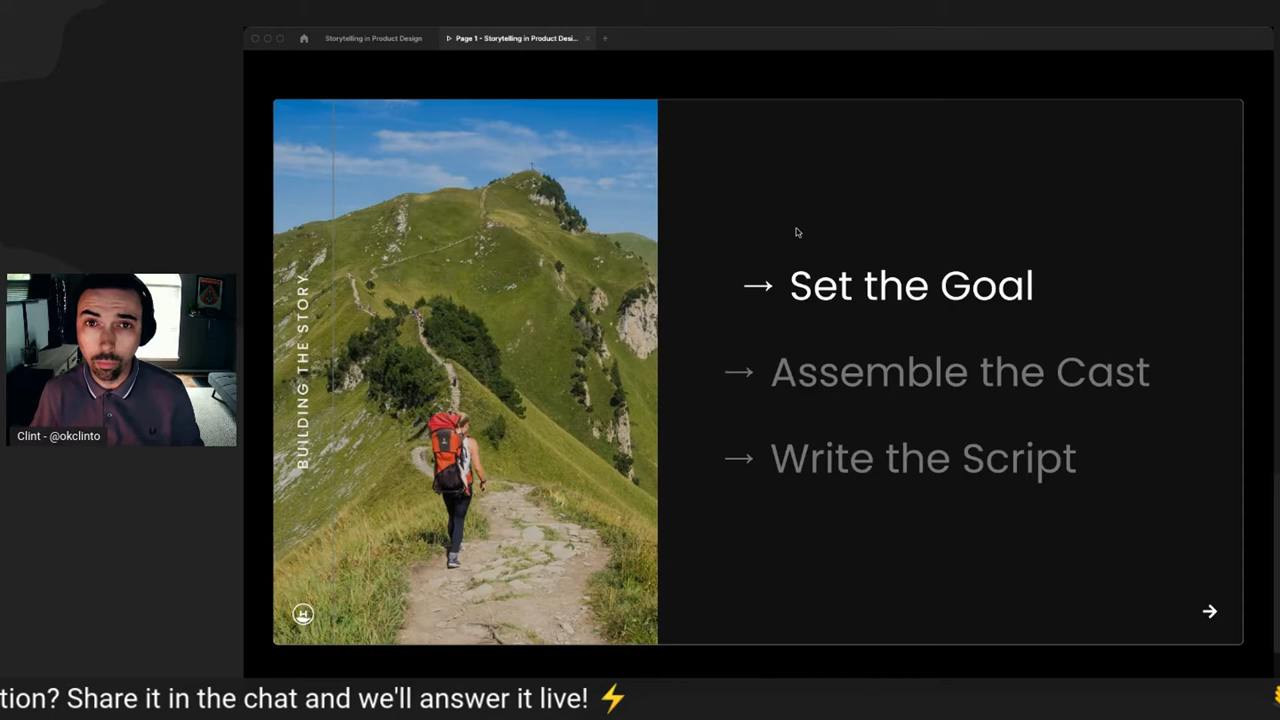 Storytelling in Product Design
Page 1 - Storytelling in Product Desi...
BUILDING THE STORY
→ Set the Goal
→ Assemble the Cast
→ Write the Script
Clint - @okclinto
tion? Share it in the chat and we'll answer it live! ⚡